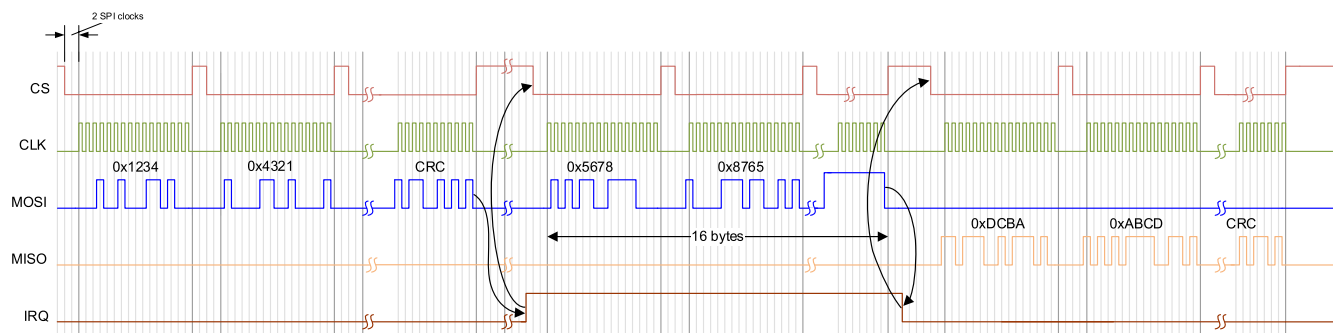 2 SPI clocks
CS
CLK
0x1234 0x4321 CRC 0x5678 0x8765
MOSI
0xDCBA 0xABCD CRC
16 bytes
MISO
IRQ